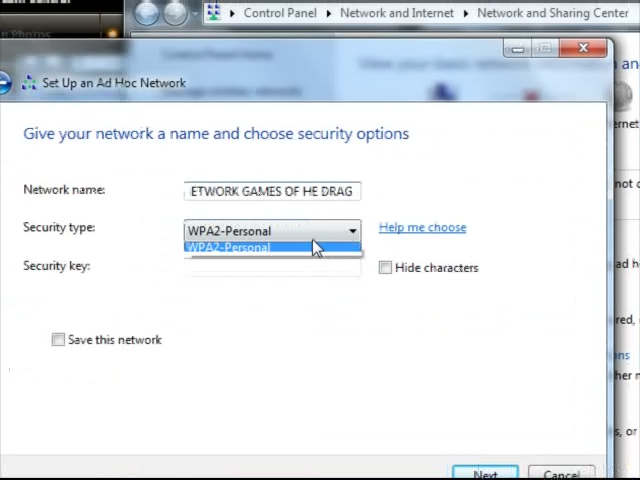 Control Panel ▸ Network and Internet ▸ Network and Sharing Center
Set Up an Ad Hoc Network
Give your network a name and choose security options
Network name:
ETWORK GAMES OF HE DRAG
Security type:
WPA2-Personal
Help me choose
WPA2-Personal
Security key:
Hide characters
Save this network
Next
Cancel